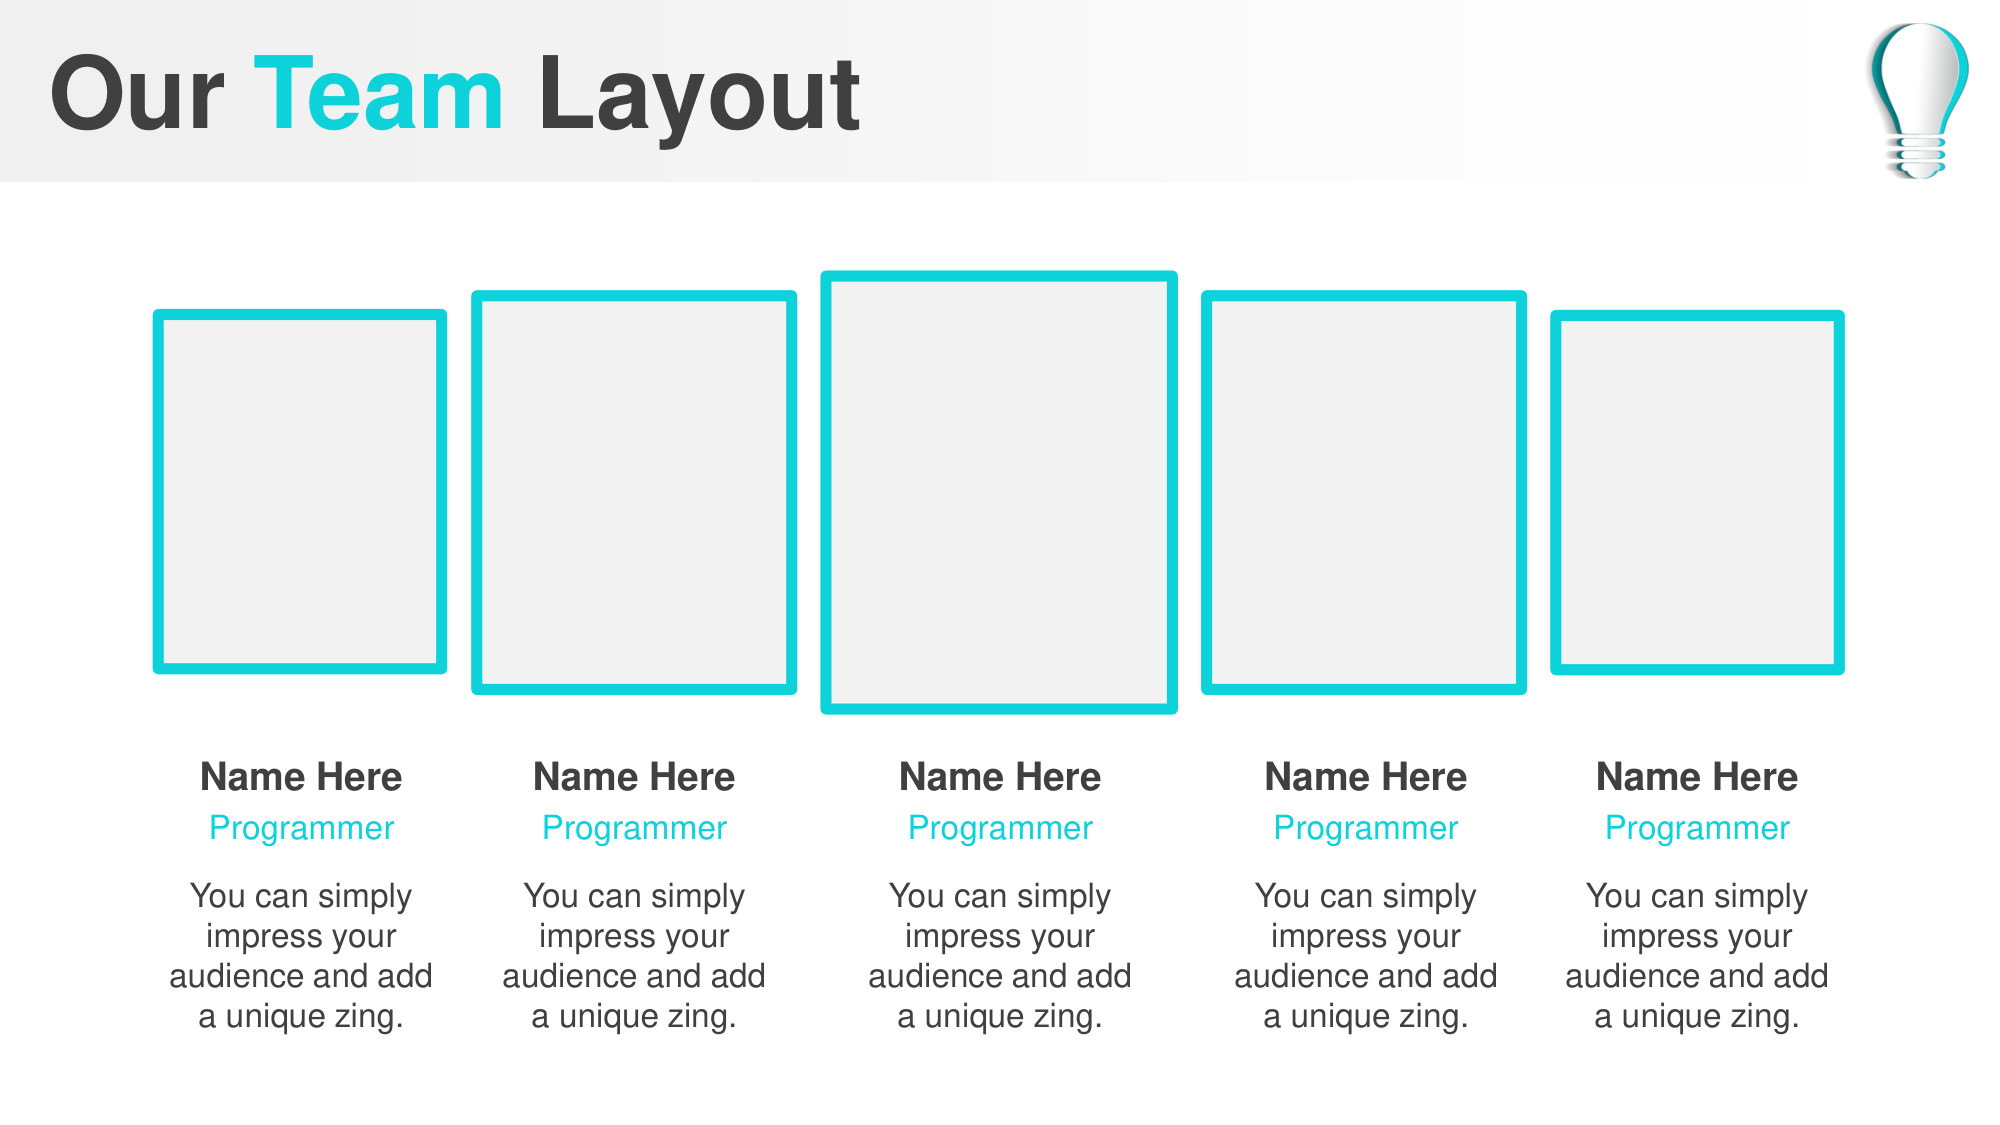 Our Team Layout
Name Here
Programmer
You can simply
impress your
audience and add
a unique zing.
Name Here
Programmer
You can simply
impress your
audience and add
a unique zing.
Name Here
Programmer
You can simply
impress your
audience and add
a unique zing.
Name Here
Programmer
You can simply
impress your
audience and add
a unique zing.
Name Here
Programmer
You can simply
impress your
audience and add
a unique zing.